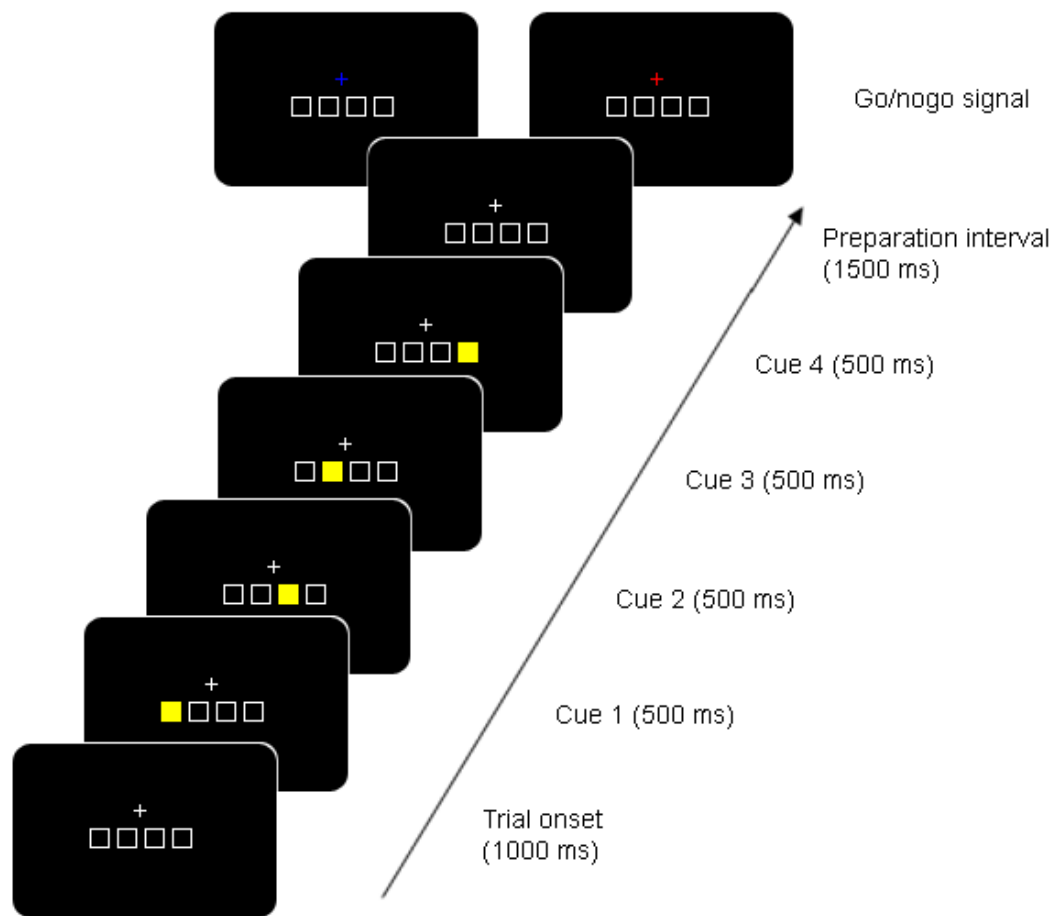 Go/nogo signal
Preparation interval
(1500 ms)
Cue 4 (500 ms)
Cue 3 (500 ms)
Cue 2 (500 ms)
Cue 1 (500 ms)
Trial onset
(1000 ms)